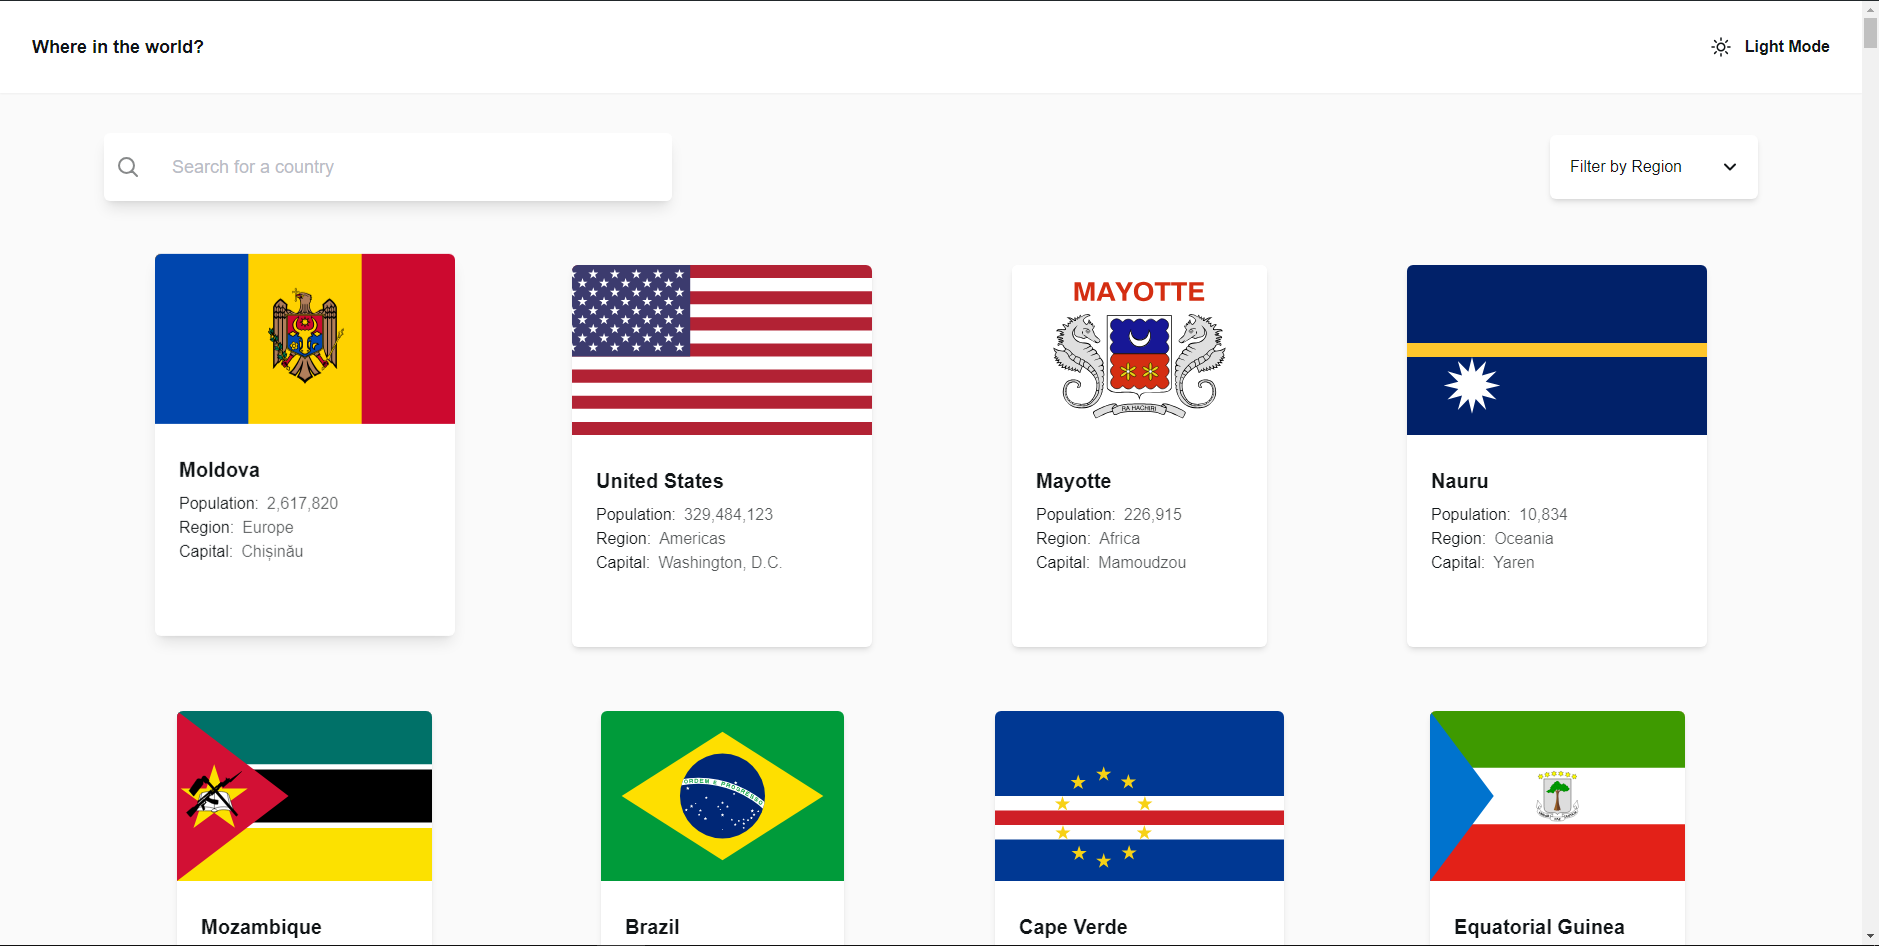 Where in the world?
Light Mode
Search for a country
Filter by Region
MAYOTTE
RA HACHIRI
Moldova
Population: 2,617,820
Region: Europe
Capital: Chișinău
United States
Population: 329,484,123
Region: Americas
Capital: Washington, D.C.
Mayotte
Population: 226,915
Region: Africa
Capital: Mamoudzou
Nauru
Population: 10,834
Region: Oceania
Capital: Yaren
ORDEM E PROGRESSO
Mozambique
Brazil
Cape Verde
Equatorial Guinea